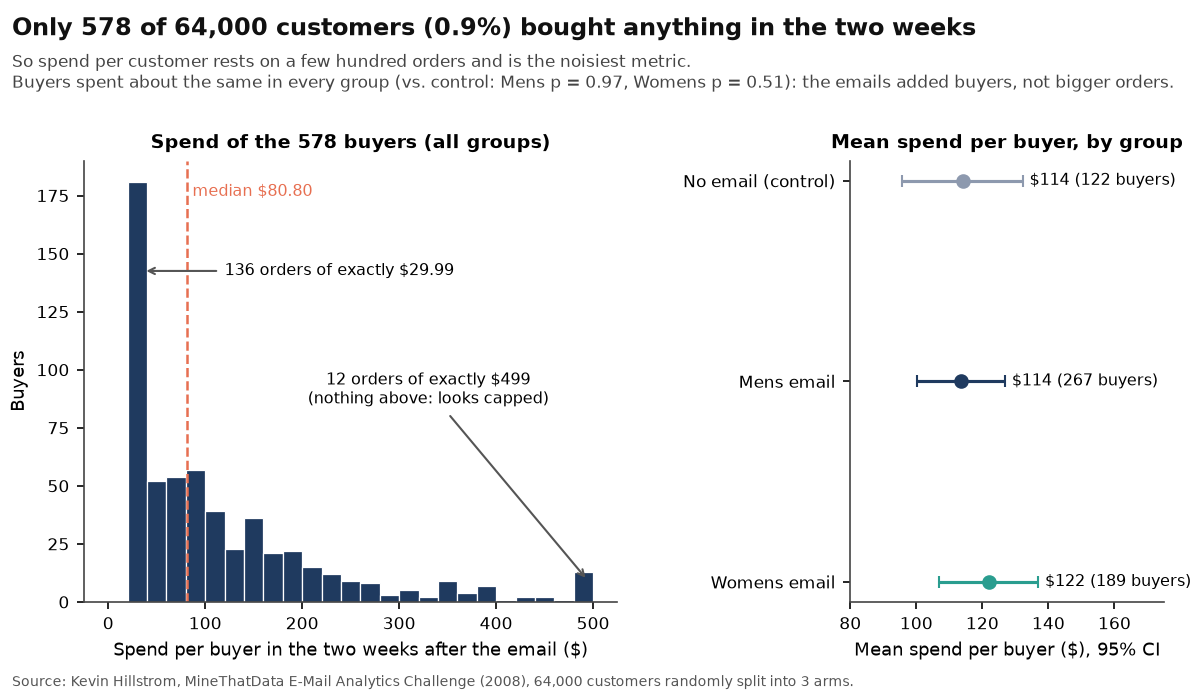 Only 578 of 64,000 customers (0.9%) bought anything in the two weeks
So spend per customer rests on a few hundred orders and is the noisiest metric.
Buyers spent about the same in every group (vs. control: Mens p = 0.97, Womens p = 0.51): the emails added buyers, not bigger orders.
Spend of the 578 buyers (all groups)
median $80.80
136 orders of exactly $29.99
12 orders of exactly $499
(nothing above: looks capped)
Buyers
175
150
125
100
75
50
25
0
0 100 200 300 400 500
Spend per buyer in the two weeks after the email ($)
Mean spend per buyer, by group
No email (control)
$114 (122 buyers)
Mens email
$114 (267 buyers)
Womens email
$122 (189 buyers)
80 100 120 140 160
Mean spend per buyer ($), 95% CI
Source: Kevin Hillstrom, MineThatData E-Mail Analytics Challenge (2008), 64,000 customers randomly split into 3 arms.